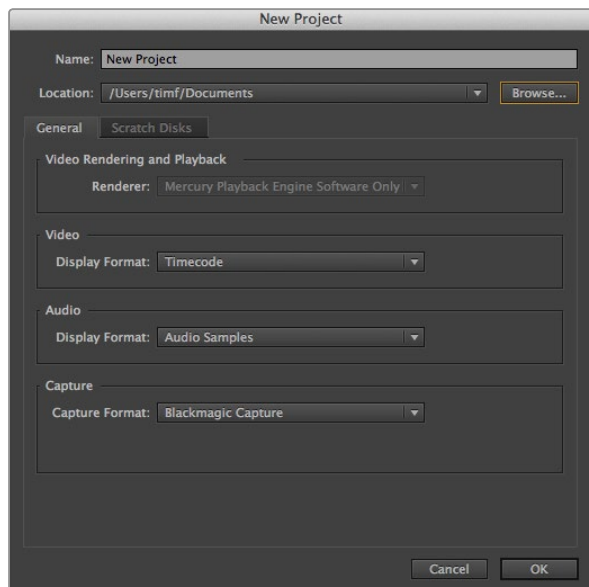 New Project
Name: New Project
Location: /Users/timf/Documents Browse...
General Scratch Disks
Video Rendering and Playback
Renderer: Mercury Playback Engine Software Only
Video
Display Format: Timecode
Audio
Display Format: Audio Samples
Capture
Capture Format: Blackmagic Capture
Cancel OK